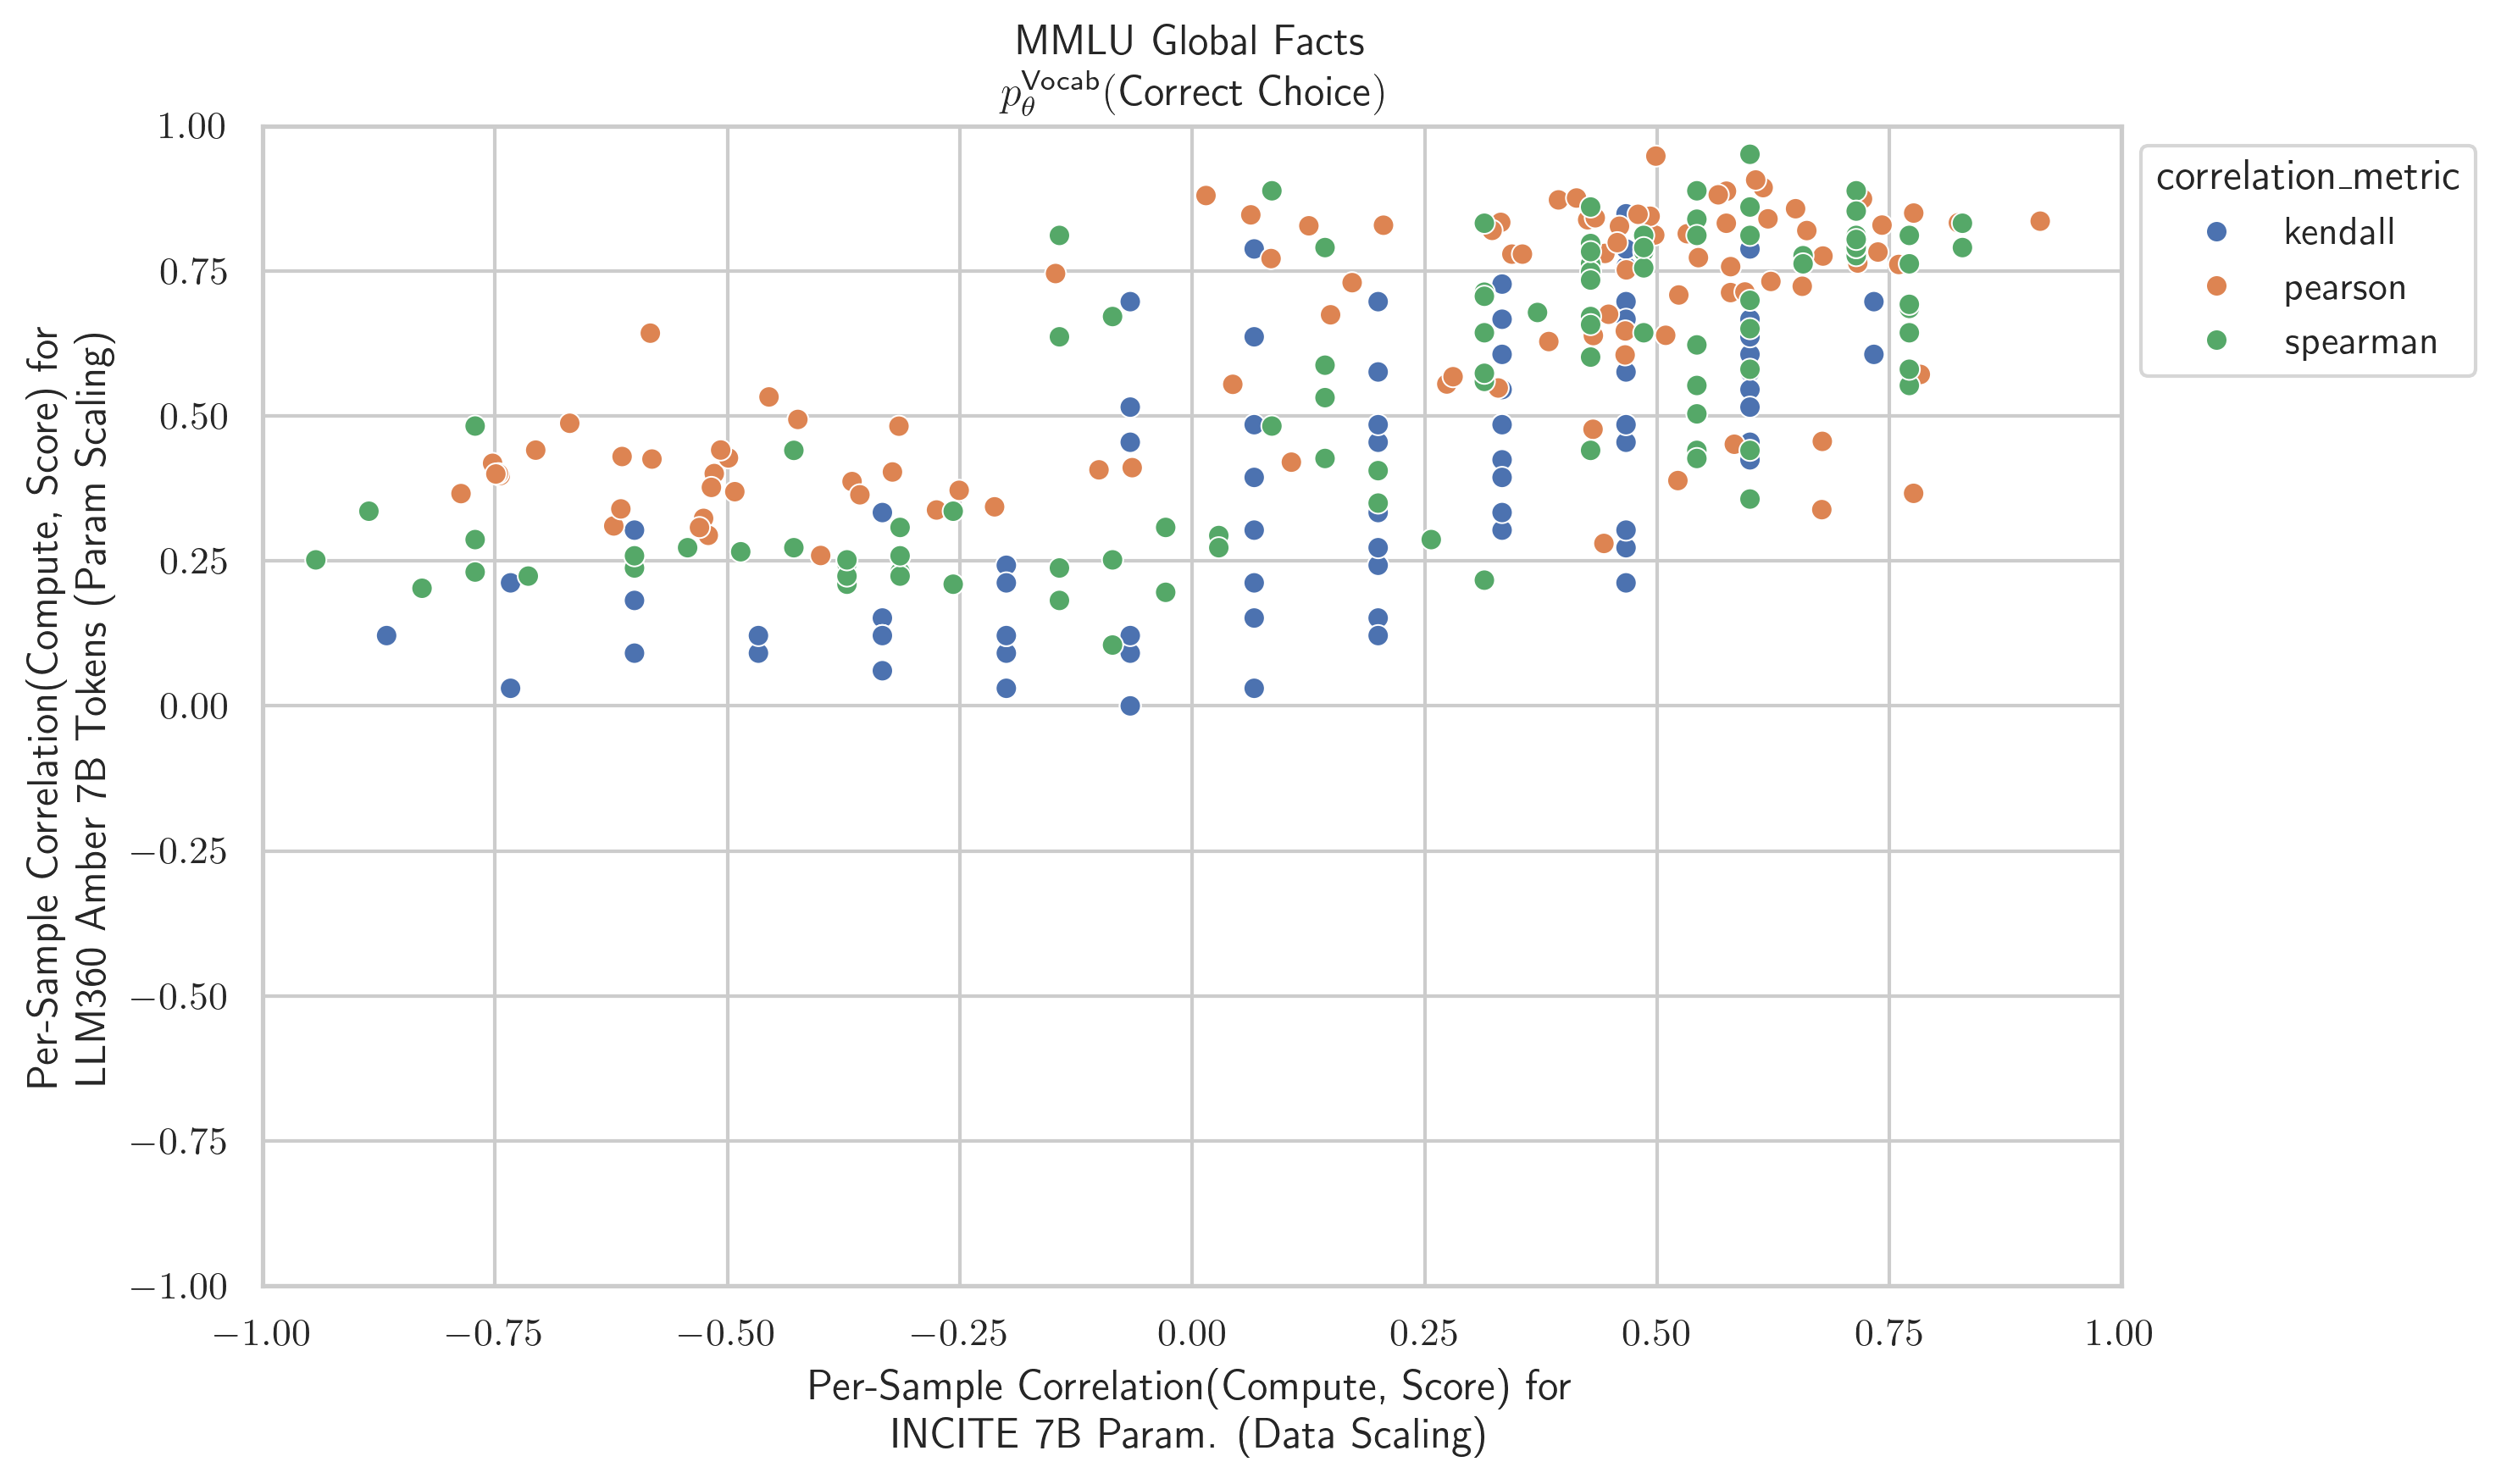 MMLU Global Facts
p_θ^Vocab(Correct Choice)
Per-Sample Correlation(Compute, Score) for
LLM360 Amber 7B Tokens (Param Scaling)
1.00
0.75
0.50
0.25
0.00
−0.25
−0.50
−0.75
−1.00
−1.00 −0.75 −0.50 −0.25 0.00 0.25 0.50 0.75 1.00
Per-Sample Correlation(Compute, Score) for
INCITE 7B Param. (Data Scaling)
correlation_metric
kendall
pearson
spearman